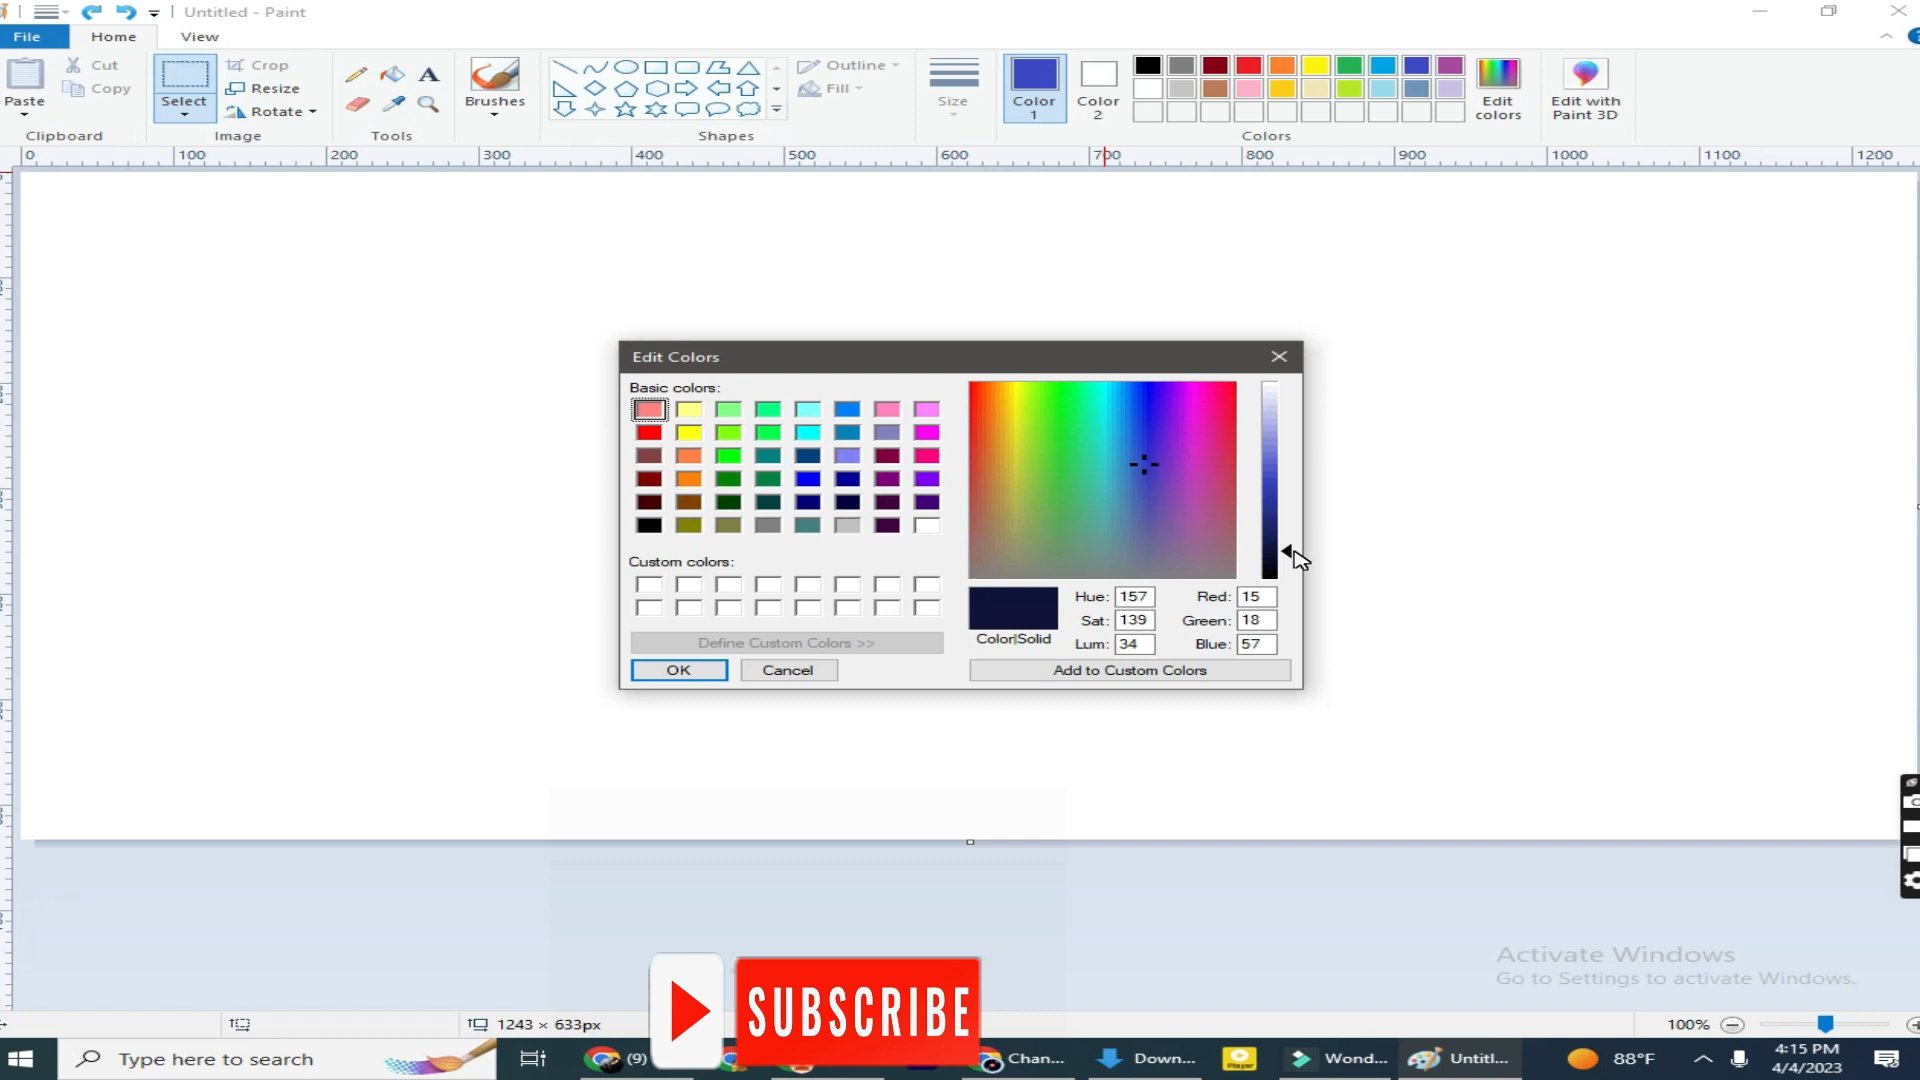 Untitled - Paint
File Home View
Cut
Copy
Paste
Clipboard
Select
Crop
Resize
Rotate
Image
Tools
Brushes
Shapes
Outline
Fill
Size
Color 1
Color 2
Edit colors
Colors
Edit with Paint 3D
0 100 200 300 400 500 600 700 800 900 1000 1100 1200
Edit Colors
Basic colors:
Custom colors:
Define Custom Colors >>
OK Cancel
Color|Solid
Hue: 157 Red: 15
Sat: 139 Green: 18
Lum: 34 Blue: 57
Add to Custom Colors
Activate Windows
Go to Settings to activate Windows.
SUBSCRIBE
1243 × 633px
100%
Type here to search
(9)
Chan...
Down...
Player
Wond...
Untitl...
88°F
4:15 PM
4/4/2023